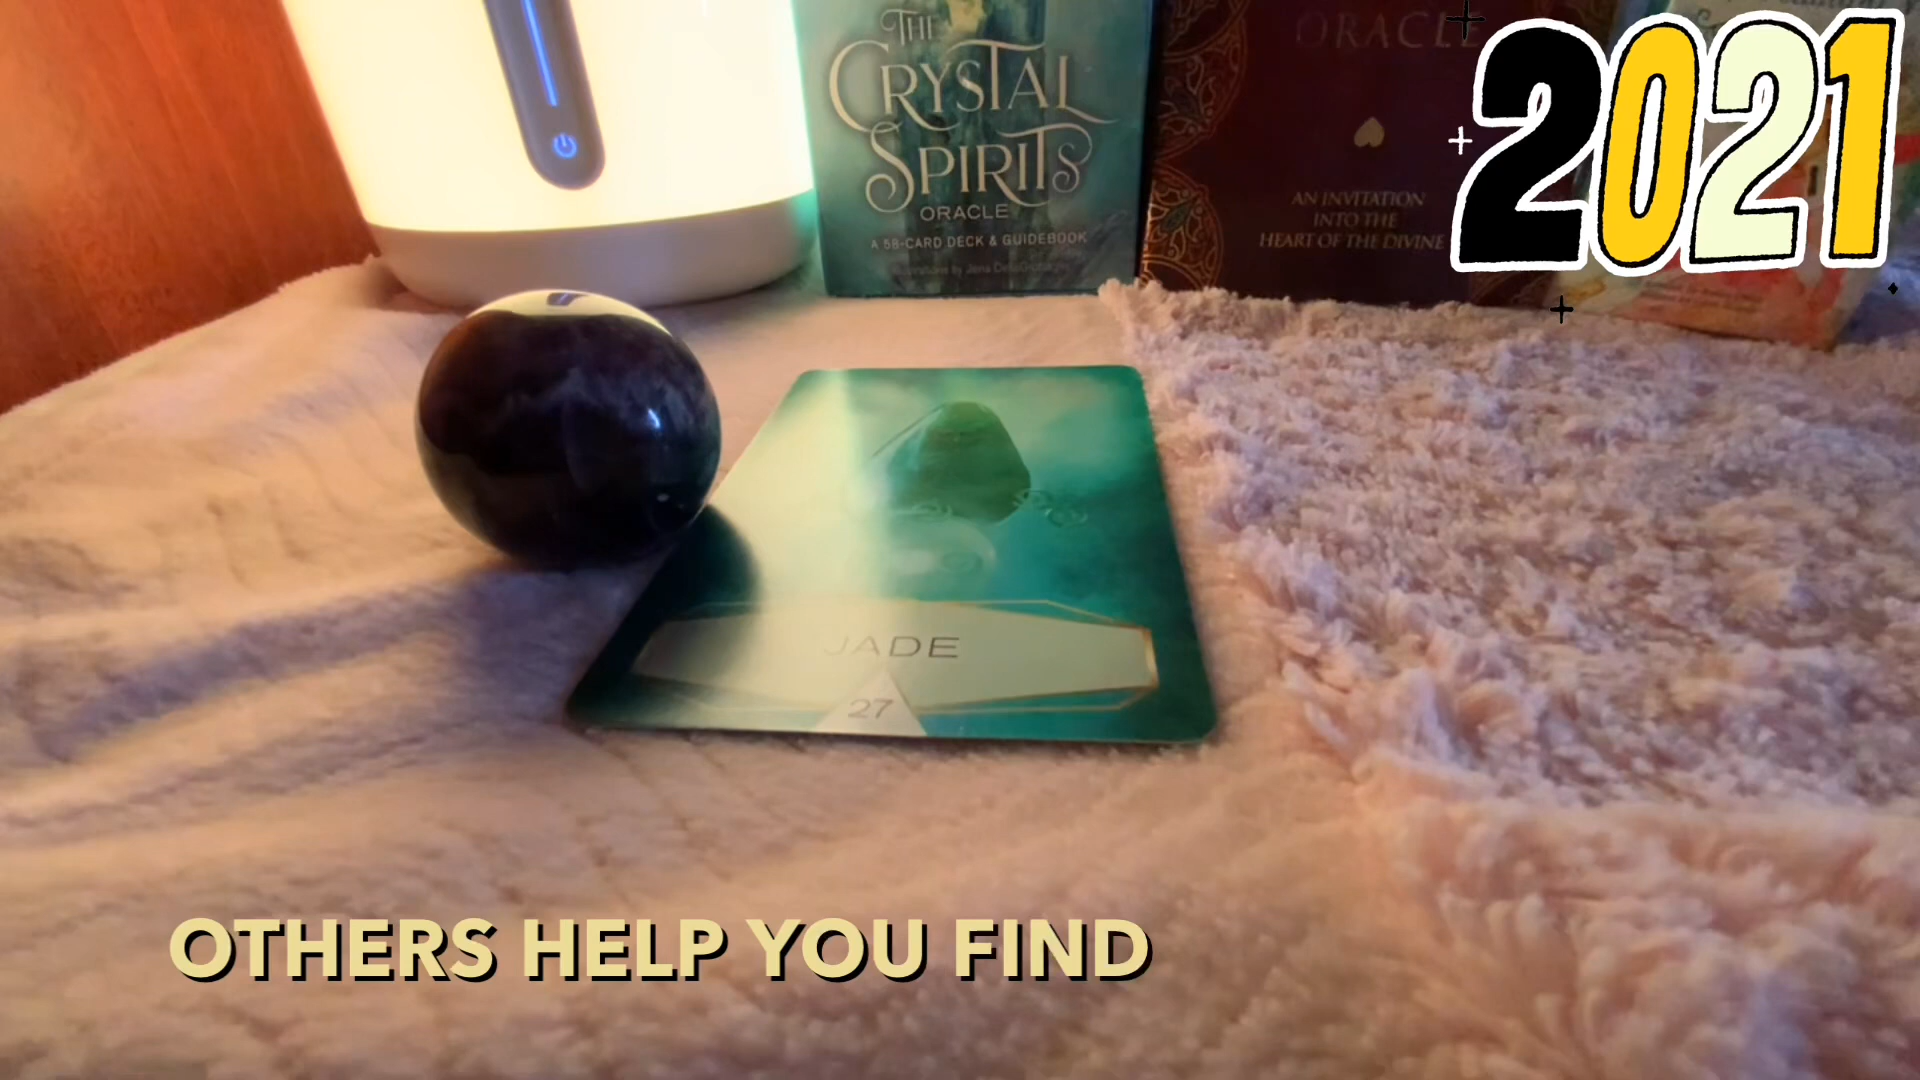 THE
CRYSTAL
SPIRITS
ORACLE
A 58-CARD DECK & GUIDEBOOK
ORACLE
AN INVITATION
INTO THE
HEART OF THE DIVINE
2021
JADE
27
OTHERS HELP YOU FIND